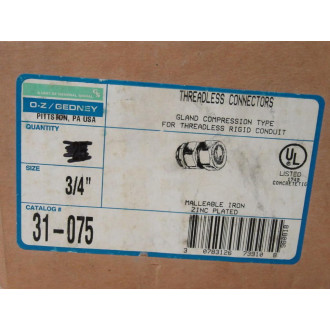 O-Z/GEDNEY
PITTSTON, PA USA
QUANTITY
SIZE
3/4"
CATALOG #
31-075
THREADLESS CONNECTORS
GLAND COMPRESSION TYPE
FOR THREADLESS RIGID CONDUIT
UL
LISTED
MALLEABLE IRON
ZINC PLATED